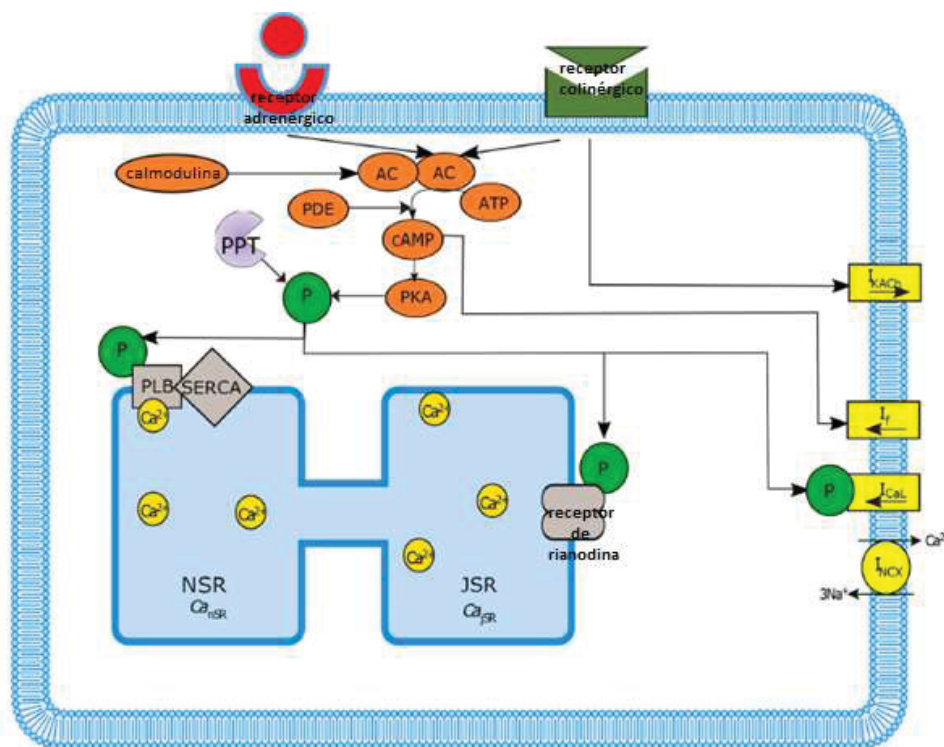 receptor
adrenérgico
receptor
colinérgico
calmodulina
AC
AC
PDE
ATP
cAMP
PPT
P
PKA
I_KACh
P
PLB
SERCA
Ca2+
Ca2+
I_f
P
P
I_CaL
Ca2+
Ca2+
Ca2+
receptor
de
rianodina
Ca2+
Ca2
I_NCX
3Na+
NSR
Ca_nSR
JSR
Ca_jSR